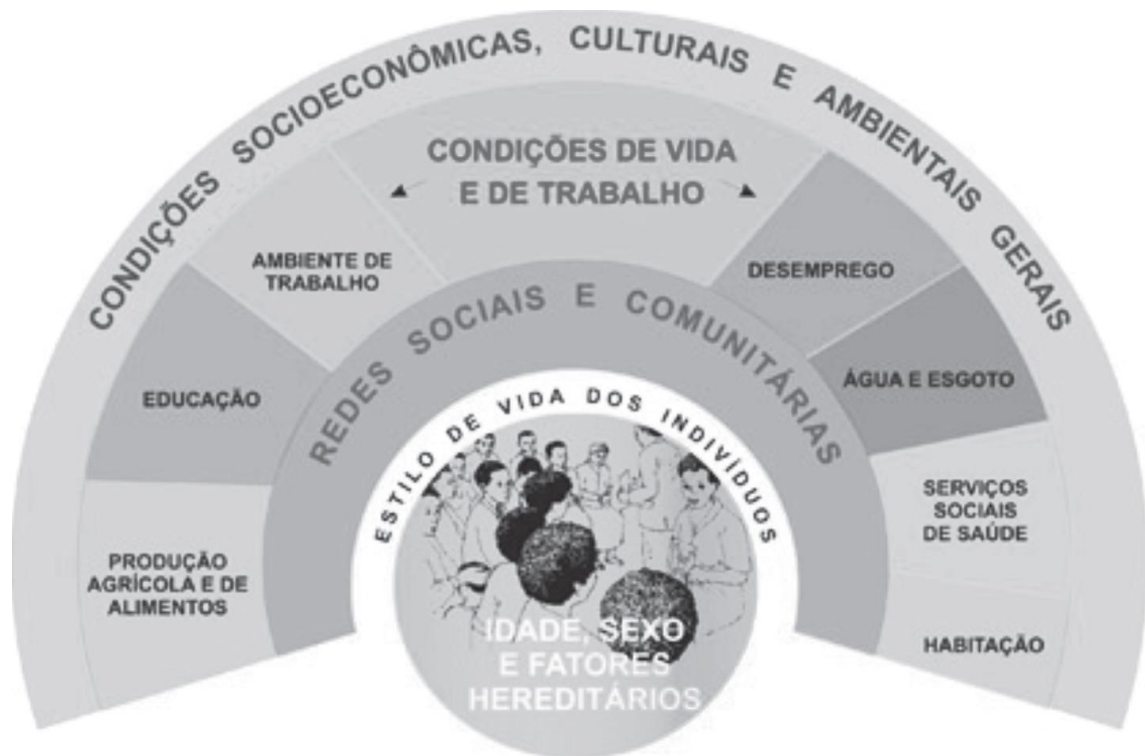 CONDIÇÕES SOCIOECONÔMICAS, CULTURAIS E AMBIENTAIS GERAIS
CONDIÇÕES DE VIDA
E DE TRABALHO
AMBIENTE DE
TRABALHO
DESEMPREGO
REDES SOCIAIS E COMUNITÁRIAS
EDUCAÇÃO
ÁGUA E ESGOTO
ESTILO DE VIDA DOS INDIVÍDUOS
SERVIÇOS
SOCIAIS
DE SAÚDE
PRODUÇÃO
AGRÍCOLA E DE
ALIMENTOS
HABITAÇÃO
IDADE, SEXO
E FATORES
HEREDITÁRIOS